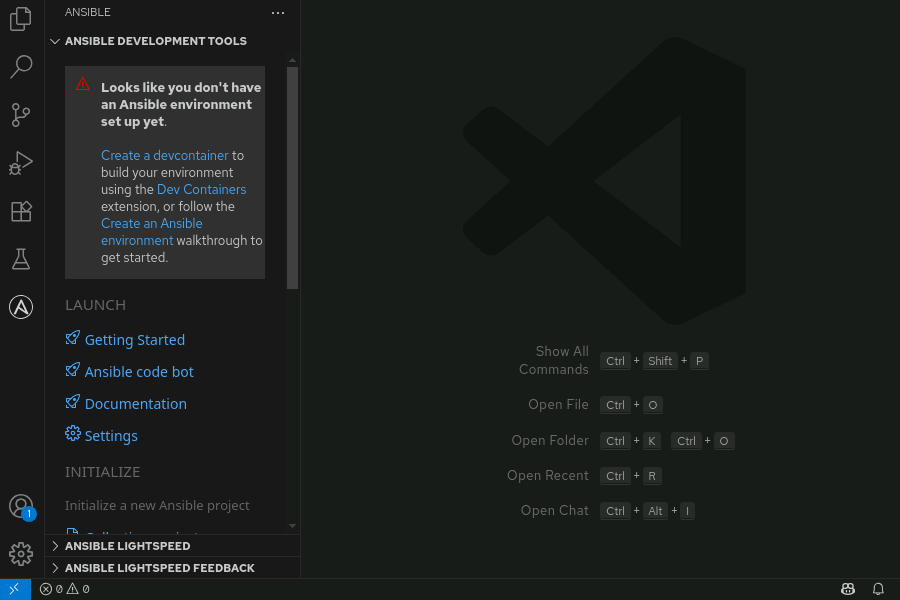 ANSIBLE
ANSIBLE DEVELOPMENT TOOLS
Looks like you don't have
an Ansible environment
set up yet.
Create a devcontainer to
build your environment
using the Dev Containers
extension, or follow the
Create an Ansible
environment walkthrough to
get started.
LAUNCH
Getting Started
Ansible code bot
Documentation
Settings
INITIALIZE
Initialize a new Ansible project
ANSIBLE LIGHTSPEED
ANSIBLE LIGHTSPEED FEEDBACK
Show All
Commands
Ctrl + Shift + P
Open File
Ctrl + O
Open Folder
Ctrl + K Ctrl + O
Open Recent
Ctrl + R
Open Chat
Ctrl + Alt + I
1
0 0